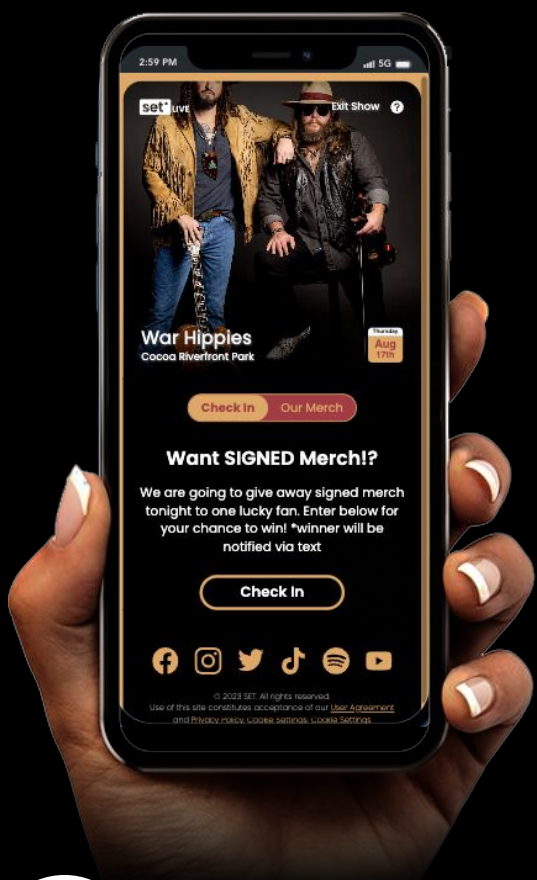 2:59 PM
5G
set LIVE
Exit Show ?
War Hippies
Cocoa Riverfront Park
Thursday
Aug
17th
Check In
Our Merch
Want SIGNED Merch!?
We are going to give away signed merch
tonight to one lucky fan. Enter below for
your chance to win! *winner will be
notified via text
Check In
© 2023 SET. All rights reserved.
Use of this site constitutes acceptance of our User Agreement
and Privacy Policy. Cookie Settings. Cookie Settings